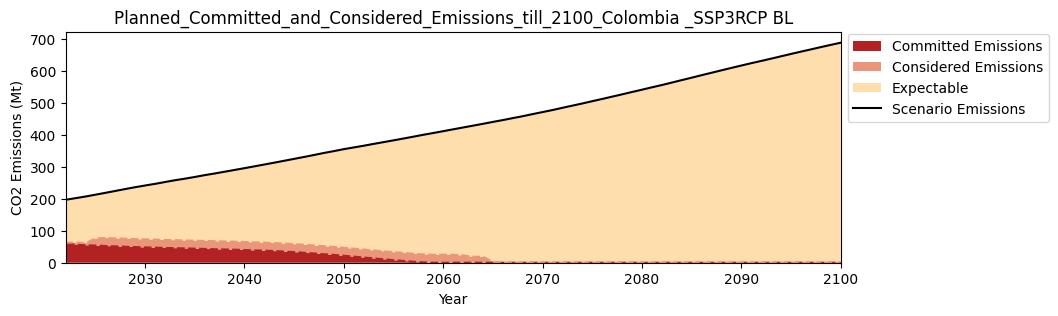 Planned_Committed_and_Considered_Emissions_till_2100_Colombia _SSP3RCP BL
700
600
500
400
300
200
100
0
CO2 Emissions (Mt)
2030 2040 2050 2060 2070 2080 2090 2100
Year
Committed Emissions
Considered Emissions
Expectable
Scenario Emissions